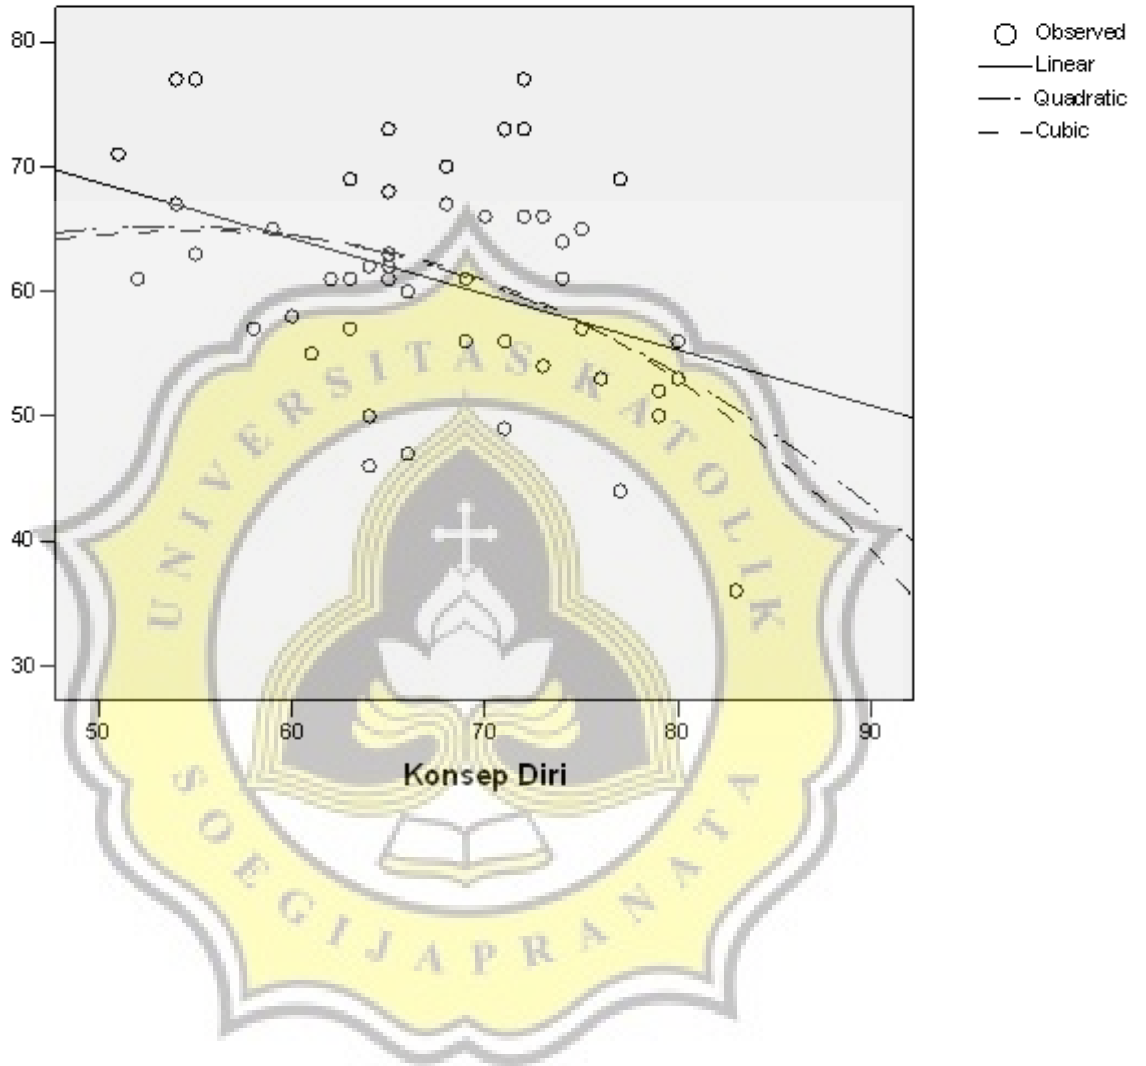 80
70
60
50
40
30
50 60 70 80 90
Konsep Diri
Observed
Linear
Quadratic
Cubic
UNIVERSITAS KATOLIK
SOEGIJAPRANATA